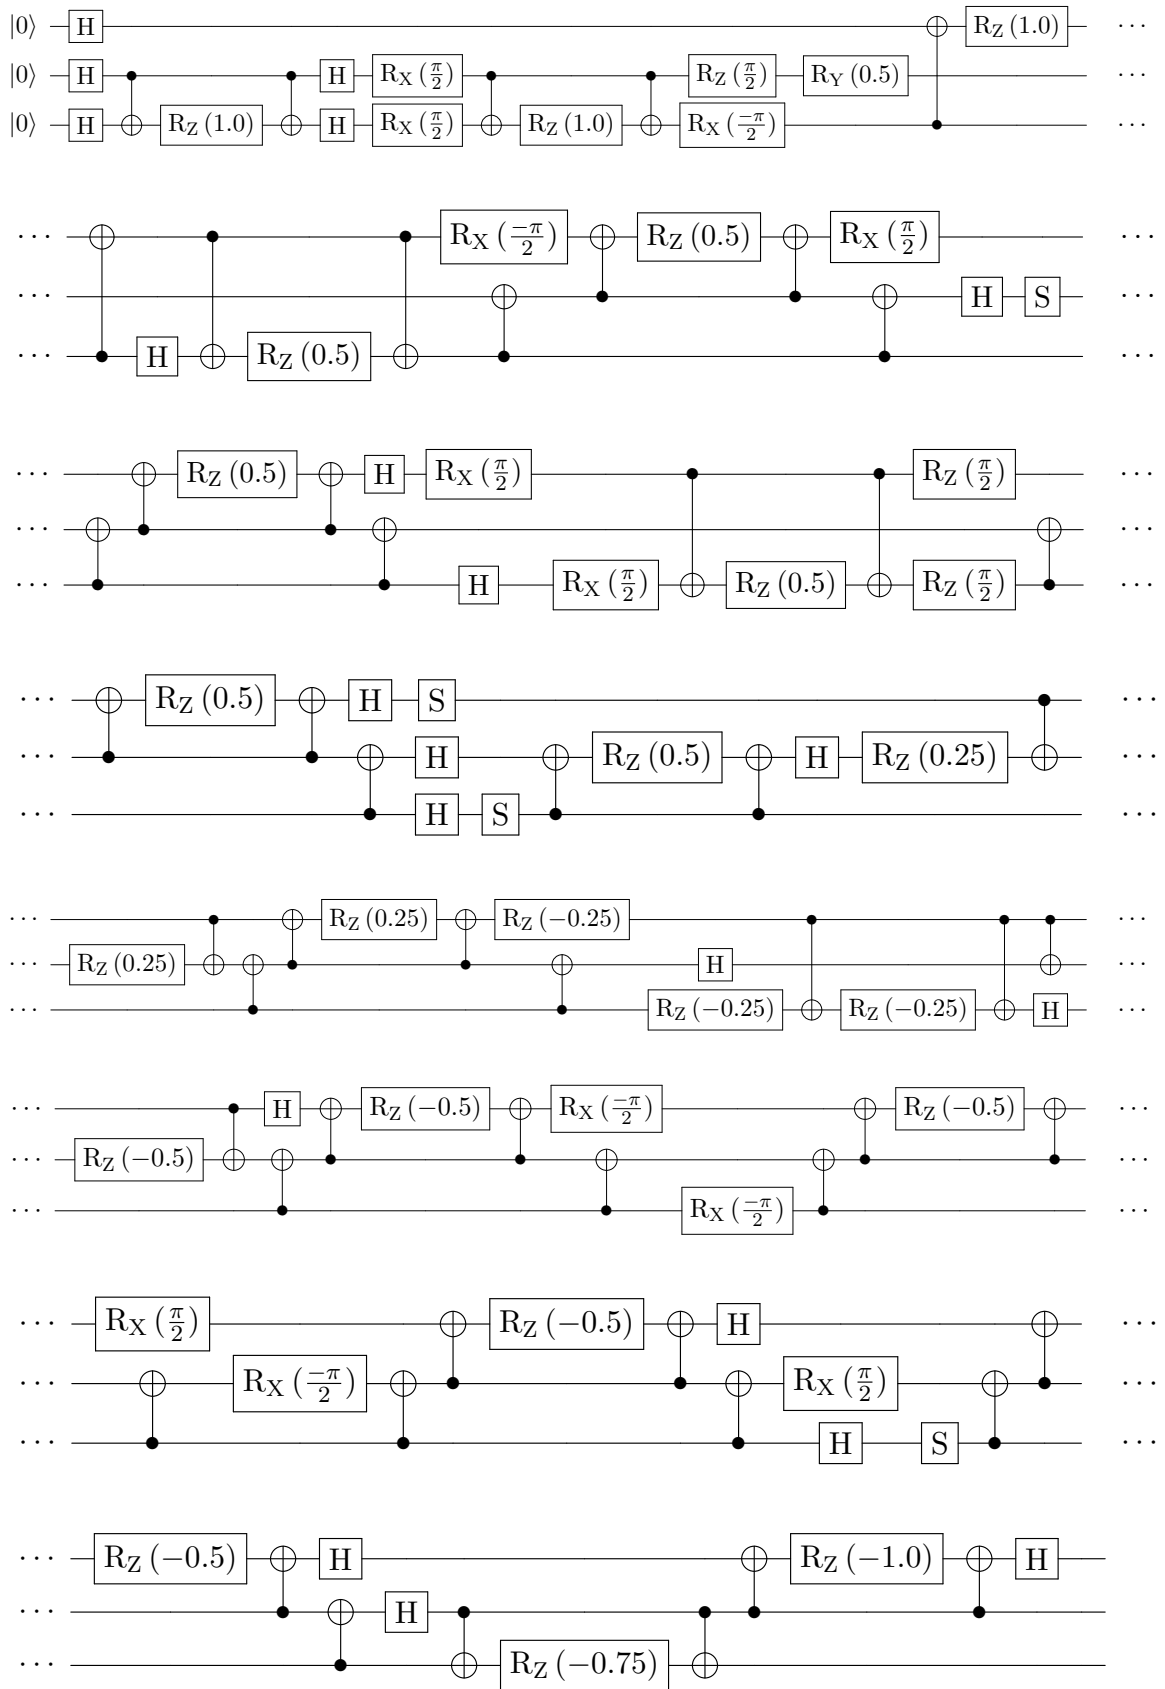 |0⟩ H R_Z (1.0) ···
|0⟩ H H R_X (π/2) R_Z (π/2) R_Y (0.5) ···
|0⟩ H R_Z (1.0) H R_X (π/2) R_Z (1.0) R_X (−π/2) ···
··· R_X (−π/2) R_Z (0.5) R_X (π/2) ···
··· H S ···
··· H R_Z (0.5) ···
··· R_Z (0.5) H R_X (π/2) R_Z (π/2) ···
··· ···
··· H R_X (π/2) R_Z (0.5) R_Z (π/2) ···
··· R_Z (0.5) H S ···
··· H R_Z (0.5) H R_Z (0.25) ···
··· H S ···
··· R_Z (0.25) R_Z (−0.25) ···
··· R_Z (0.25) H ···
··· R_Z (−0.25) R_Z (−0.25) H ···
··· H R_Z (−0.5) R_X (−π/2) R_Z (−0.5) ···
··· R_Z (−0.5) ···
··· R_X (−π/2) ···
··· R_X (π/2) R_Z (−0.5) H ···
··· R_X (−π/2) R_X (π/2) ···
··· H S ···
··· R_Z (−0.5) H R_Z (−1.0) H
··· H
··· R_Z (−0.75)